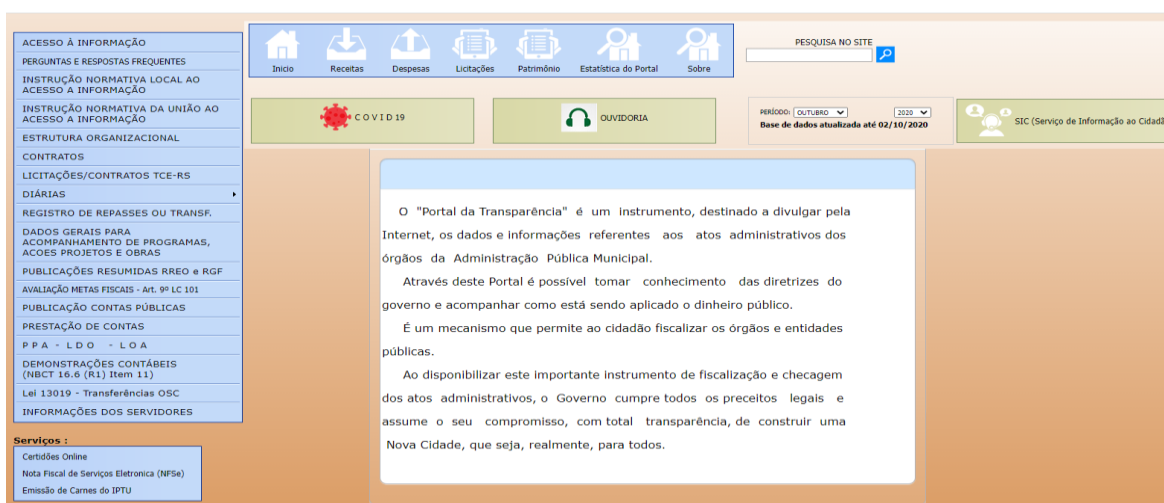 ACESSO À INFORMAÇÃO
PERGUNTAS E RESPOSTAS FREQUENTES
INSTRUÇÃO NORMATIVA LOCAL AO
ACESSO A INFORMAÇÃO
INSTRUÇÃO NORMATIVA DA UNIÃO AO
ACESSO A INFORMAÇÃO
ESTRUTURA ORGANIZACIONAL
CONTRATOS
LICITAÇÕES/CONTRATOS TCE-RS
DIÁRIAS
REGISTRO DE REPASSES OU TRANSF.
DADOS GERAIS PARA
ACOMPANHAMENTO DE PROGRAMAS,
ACOES PROJETOS E OBRAS
PUBLICAÇÕES RESUMIDAS RREO e RGF
AVALIAÇÃO METAS FISCAIS - Art. 9º LC 101
PUBLICAÇÃO CONTAS PÚBLICAS
PRESTAÇÃO DE CONTAS
P P A - L D O - L O A
DEMONSTRAÇÕES CONTÁBEIS
(NBCT 16.6 (R1) Item 11)
Lei 13019 - Transferências OSC
INFORMAÇÕES DOS SERVIDORES
Serviços :
Certidões Online
Nota Fiscal de Serviços Eletronica (NFSe)
Emissão de Carnes do IPTU
Inicio Receitas Despesas Licitações Patrimônio Estatística do Portal Sobre
PESQUISA NO SITE
C O V I D 19
OUVIDORIA
PERÍODO: OUTUBRO 2020
Base de dados atualizada até 02/10/2020
SIC (Serviço de Informação ao Cidadã
O "Portal da Transparência" é um instrumento, destinado a divulgar pela
Internet, os dados e informações referentes aos atos administrativos dos
órgãos da Administração Pública Municipal.
Através deste Portal é possível tomar conhecimento das diretrizes do
governo e acompanhar como está sendo aplicado o dinheiro público.
É um mecanismo que permite ao cidadão fiscalizar os órgãos e entidades
públicas.
Ao disponibilizar este importante instrumento de fiscalização e checagem
dos atos administrativos, o Governo cumpre todos os preceitos legais e
assume o seu compromisso, com total transparência, de construir uma
Nova Cidade, que seja, realmente, para todos.